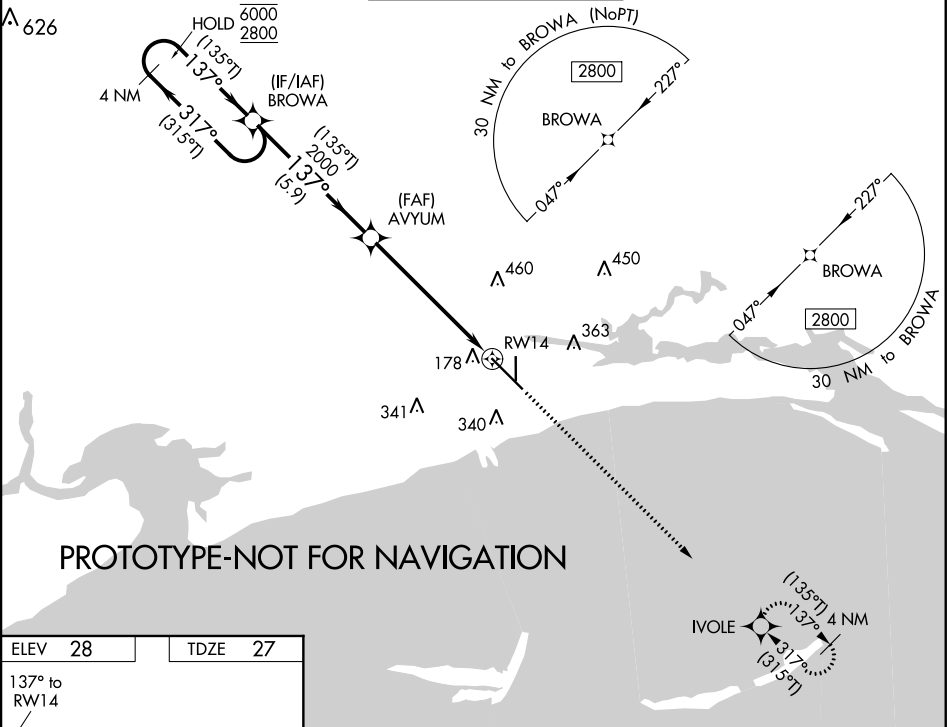 626
HOLD
6000
2800
(135°T)
137°
4 NM
317°
(315°T)
(IF/IAF)
BROWA
(135°T)
2000
137°
(5.9)
(FAF)
AVYUM
30 NM to BROWA (NoPT)
2800
227°
BROWA
047°
227°
BROWA
047°
2800
30 NM to BROWA
460
450
363
RW14
178
341
340
PROTOTYPE-NOT FOR NAVIGATION
(135°T)
137°
4 NM
IVOLE
317°
(315°T)
ELEV 28
TDZE 27
137° to
RW14